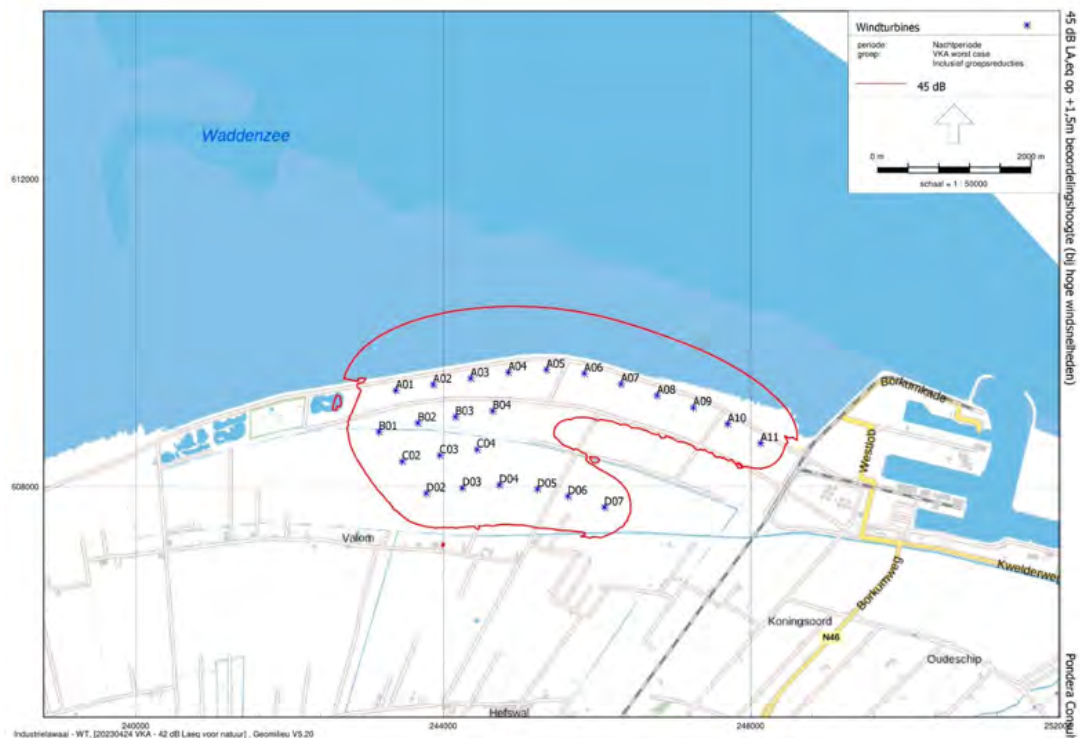 Windturbines
periode: Nachtperiode
groep: VKA worst case
Inclusief groepsreducties
45 dB
0 m 2000 m
schaal = 1 : 50000
45 dB LA,eq op +1,5m beoordelingshoogte (bij hoge windsnelheden)
Waddenzee
612000
A01
A02
A03
A04
A05
A06
A07
A08
A09
A10
A11
B01
B02
B03
B04
C02
C03
C04
D02
D03
D04
D05
D06
D07
608000
Borkumkade
Westlob
Kwelderweg
Borkumweg
Valom
Koningsoord
N46
Oudeschip
Hefswal
Pondera Consult
240000
244000
248000
252000
Industrielawaai - WT, [20230424 VKA - 42 dB Laeq voor natuur] , Geomilieu V5.20